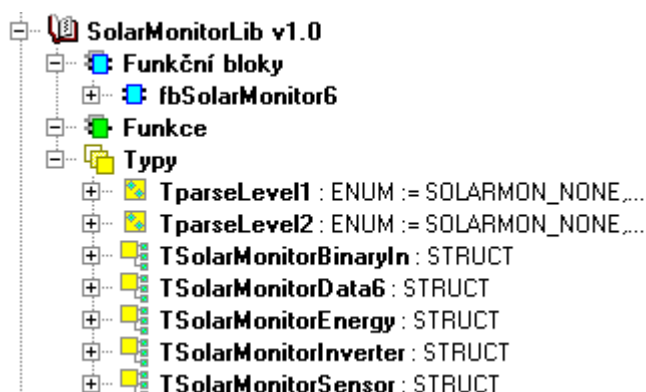 SolarMonitorLib v1.0
Funkční bloky
fbSolarMonitor6
Funkce
Typy
TparseLevel1 : ENUM := SOLARMON_NONE,...
TparseLevel2 : ENUM := SOLARMON_NONE,...
TSolarMonitorBinaryIn : STRUCT
TSolarMonitorData6 : STRUCT
TSolarMonitorEnergy : STRUCT
TSolarMonitorInverter : STRUCT
TSolarMonitorSensor : STRUCT